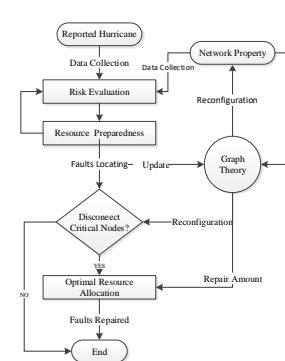 Reported Hurricane
Network Property
Data Collection
Data Collection
Risk Evaluation
Reconfiguration
Resource Preparedness
Faults Locating
Update
Graph
Theory
Disconeect
Critical Nodes?
Reconfiguration
YES
NO
Optimal Resource
Allocation
Repair Amount
Faults Repaired
End